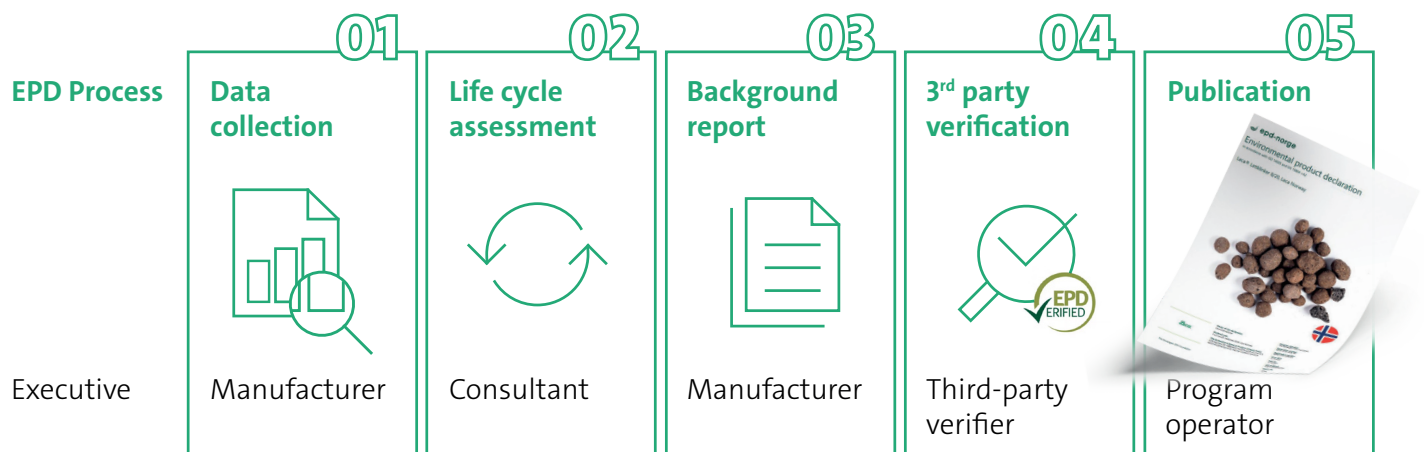 01
02
03
04
05
EPD Process
Data
collection
Life cycle
assessment
Background
report
3rd party
verification
Publication
epd-norge
Environmental product declaration
EPD
VERIFIED
Executive
Manufacturer
Consultant
Manufacturer
Third-party
verifier
Program
operator